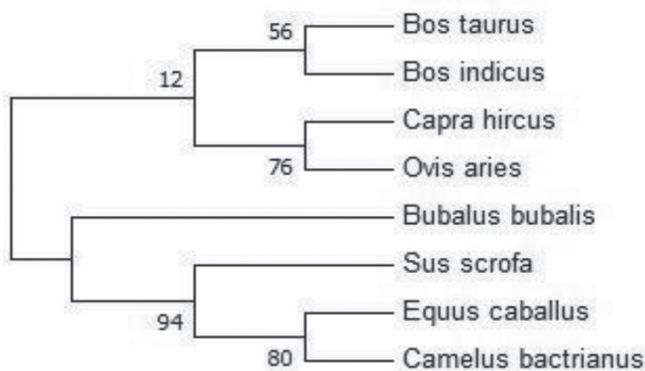 56
Bos taurus
Bos indicus
12
Capra hircus
76
Ovis aries
Bubalus bubalis
Sus scrofa
94
Equus caballus
80
Camelus bactrianus